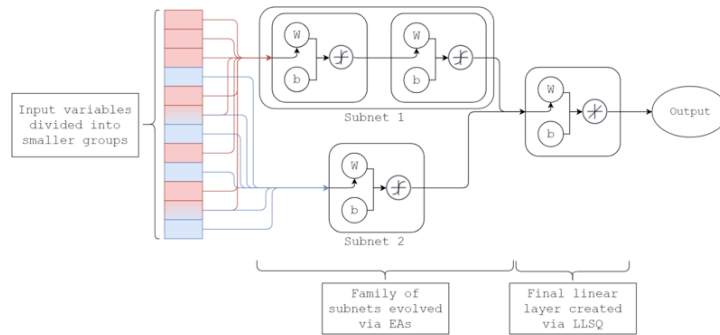 Input variables
divided into
smaller groups
W
b
W
b
Subnet 1
W
b
Subnet 2
W
b
Output
Family of
subnets evolved
via EAs
Final linear
layer created
via LLSQ